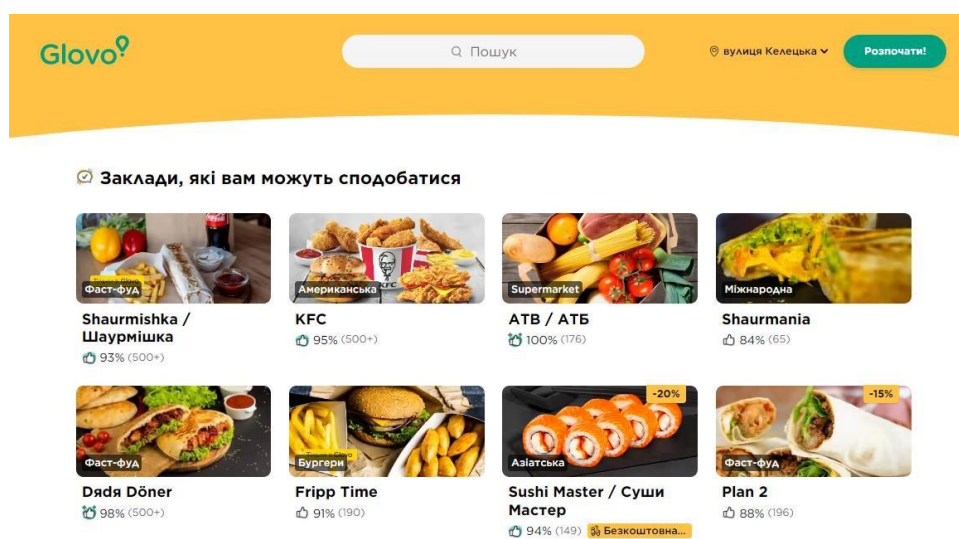 Glovo
Пошук
вулиця Келецька
Розпочати!
Заклади, які вам можуть сподобатися
Фаст-фуд
Американська
KFC
Supermarket
Міжнародна
Shaurmishka /
Шаурмішка
93% (500+)
KFC
95% (500+)
ATB / АТБ
100% (176)
Shaurmania
84% (65)
Фаст-фуд
Бургери
-20%
Азіатська
-15%
Фаст-фуд
Dядя Döner
98% (500+)
Fripp Time
91% (190)
Sushi Master / Суши
Мастер
94% (149) Безкоштовна...
Plan 2
88% (196)